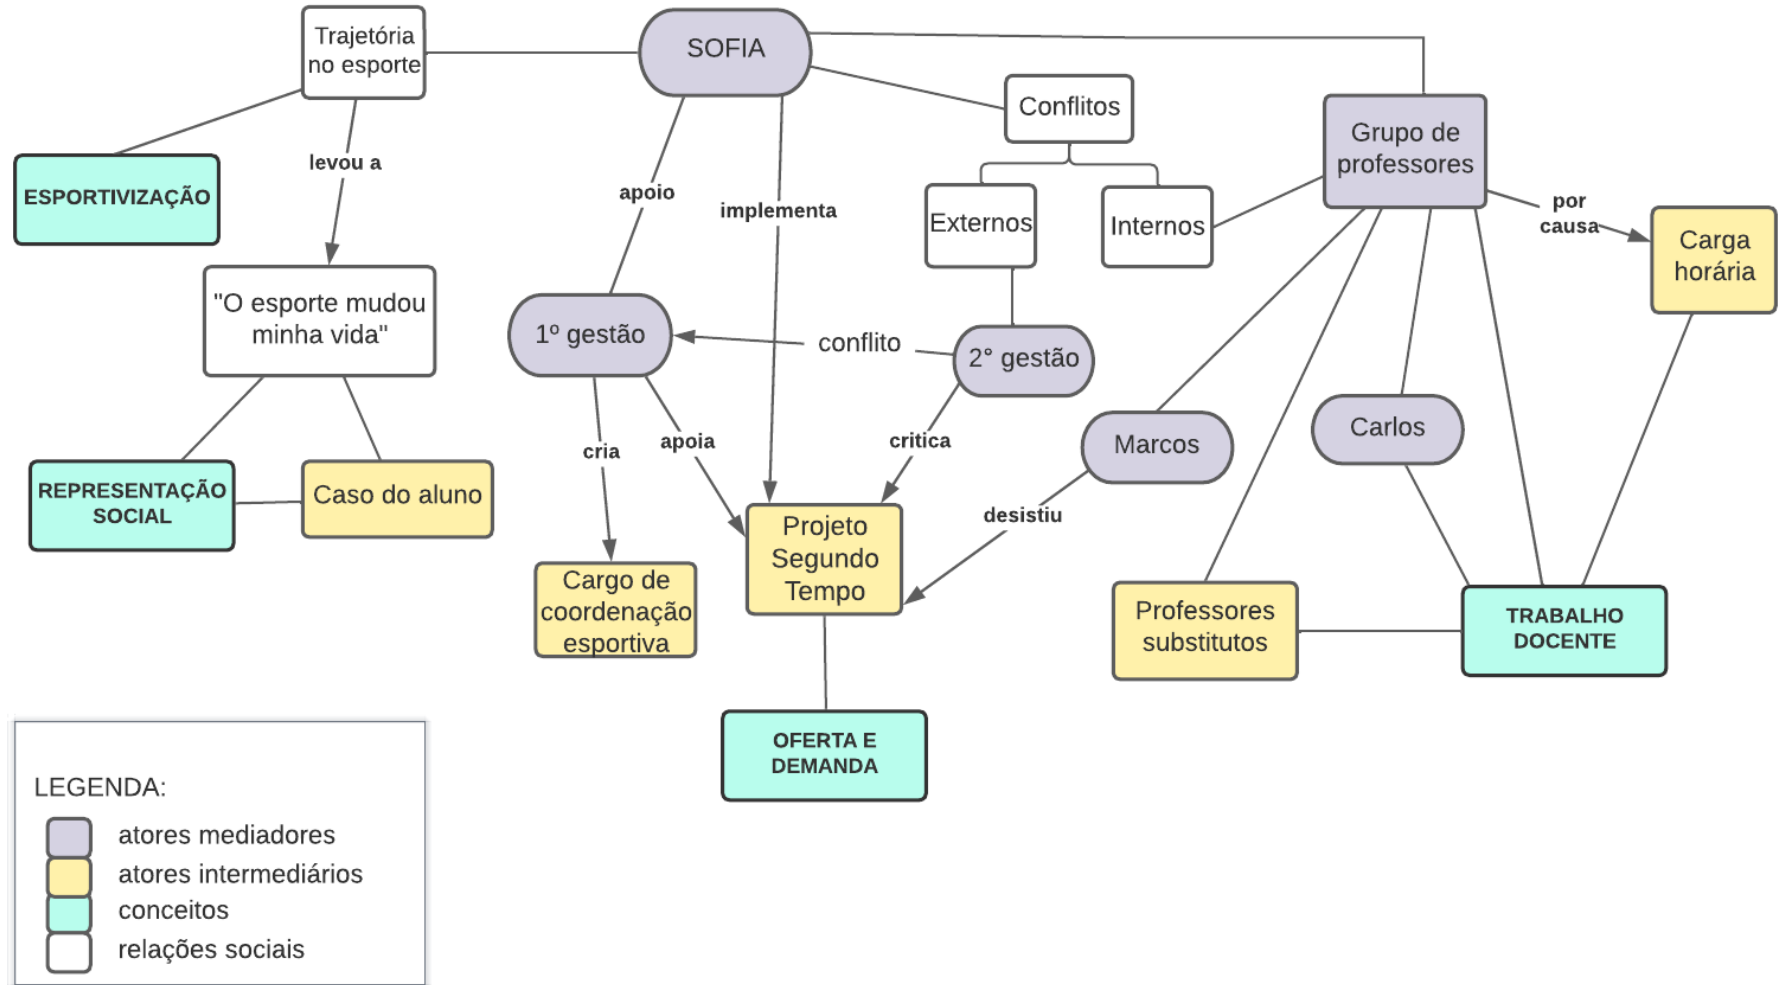 Trajetória
no esporte
SOFIA
Conflitos
Grupo de
professores
levou a
ESPORTIVIZAÇÃO
apoio
implementa
Externos
Internos
por
causa
Carga
horária
"O esporte mudou
minha vida"
1º gestão
conflito
2° gestão
Marcos
Carlos
cria
apoia
critica
REPRESENTAÇÃO
SOCIAL
Caso do aluno
desistiu
Projeto
Segundo
Tempo
Cargo de
coordenação
esportiva
Professores
substitutos
TRABALHO
DOCENTE
OFERTA E
DEMANDA
LEGENDA:
atores mediadores
atores intermediários
conceitos
relações sociais